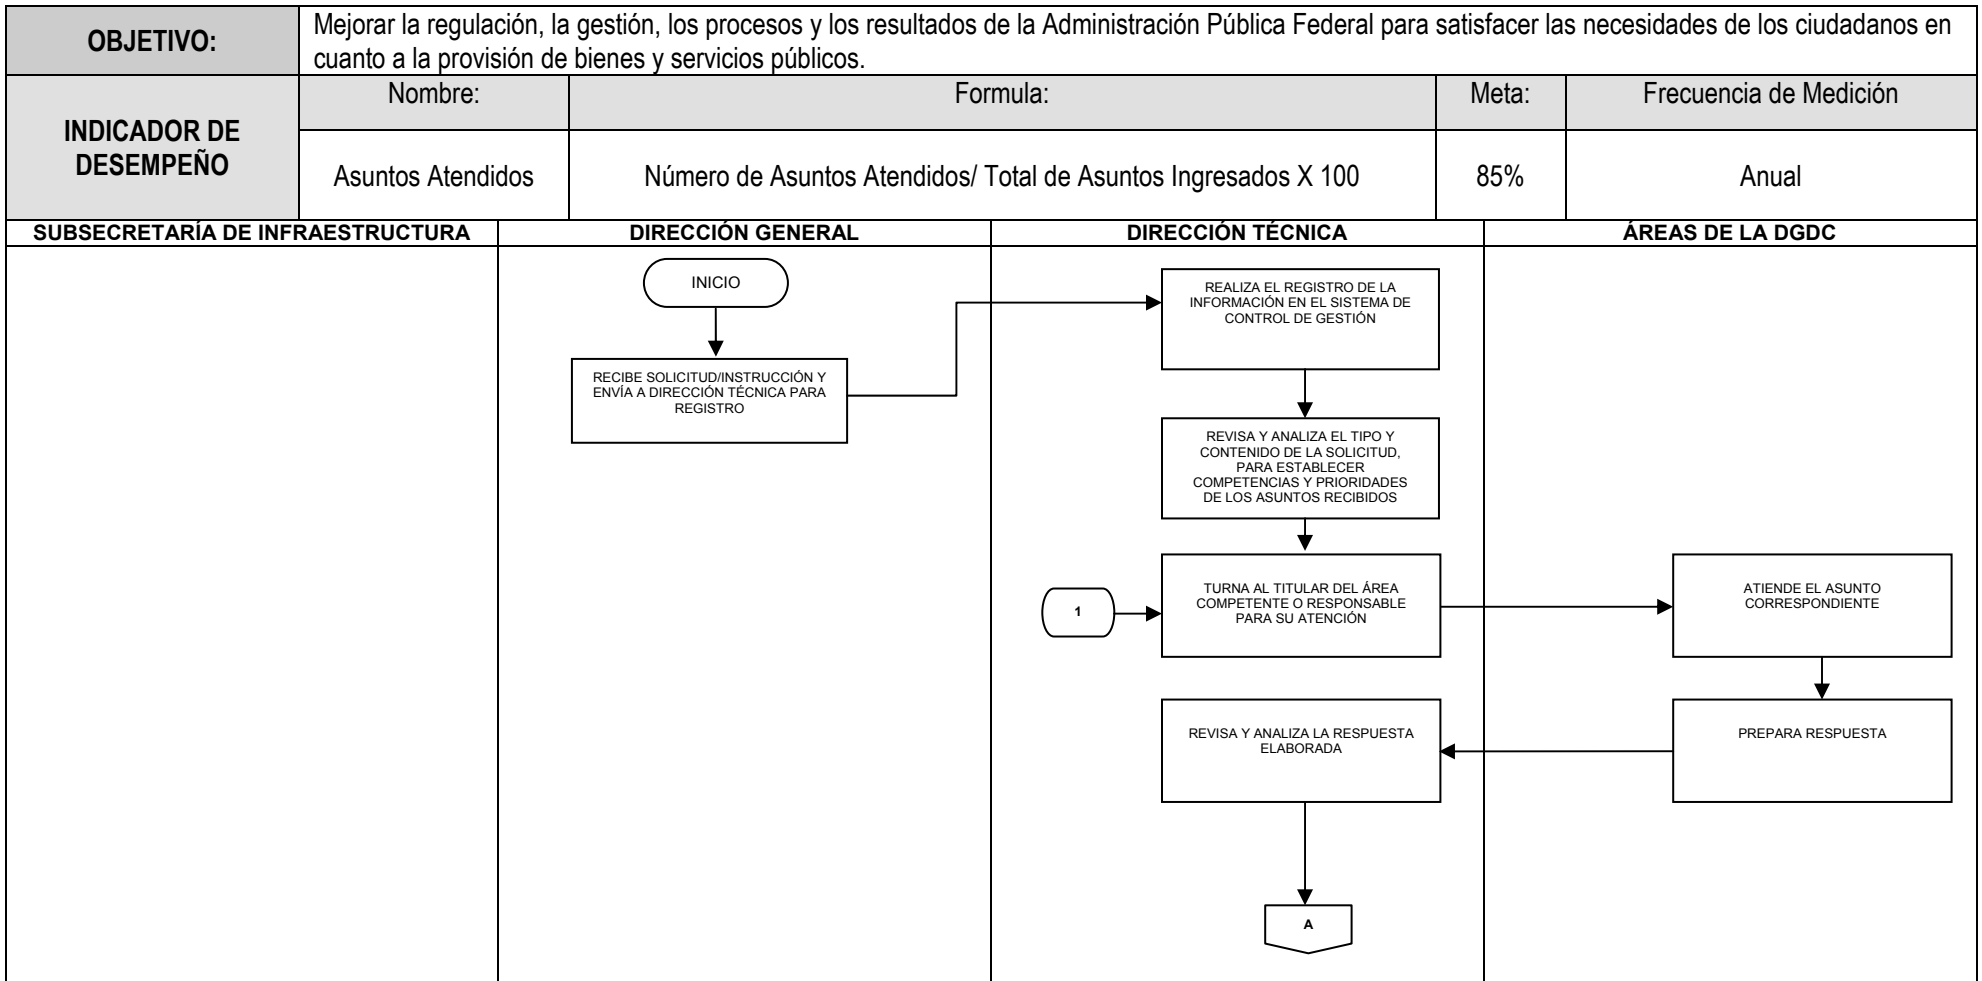 OBJETIVO:
Mejorar la regulación, la gestión, los procesos y los resultados de la Administración Pública Federal para satisfacer las necesidades de los ciudadanos en
cuanto a la provisión de bienes y servicios públicos.
INDICADOR DE
DESEMPEÑO
Nombre:
Formula:
Meta:
Frecuencia de Medición
Asuntos Atendidos
Número de Asuntos Atendidos/ Total de Asuntos Ingresados X 100
85%
Anual
SUBSECRETARÍA DE INFRAESTRUCTURA
DIRECCIÓN GENERAL
DIRECCIÓN TÉCNICA
ÁREAS DE LA DGDC
INICIO
RECIBE SOLICITUD/INSTRUCCIÓN Y
ENVÍA A DIRECCIÓN TÉCNICA PARA
REGISTRO
REALIZA EL REGISTRO DE LA
INFORMACIÓN EN EL SISTEMA DE
CONTROL DE GESTIÓN
REVISA Y ANALIZA EL TIPO Y
CONTENIDO DE LA SOLICITUD,
PARA ESTABLECER
COMPETENCIAS Y PRIORIDADES
DE LOS ASUNTOS RECIBIDOS
1
TURNA AL TITULAR DEL ÁREA
COMPETENTE O RESPONSABLE
PARA SU ATENCIÓN
ATIENDE EL ASUNTO
CORRESPONDIENTE
PREPARA RESPUESTA
REVISA Y ANALIZA LA RESPUESTA
ELABORADA
A